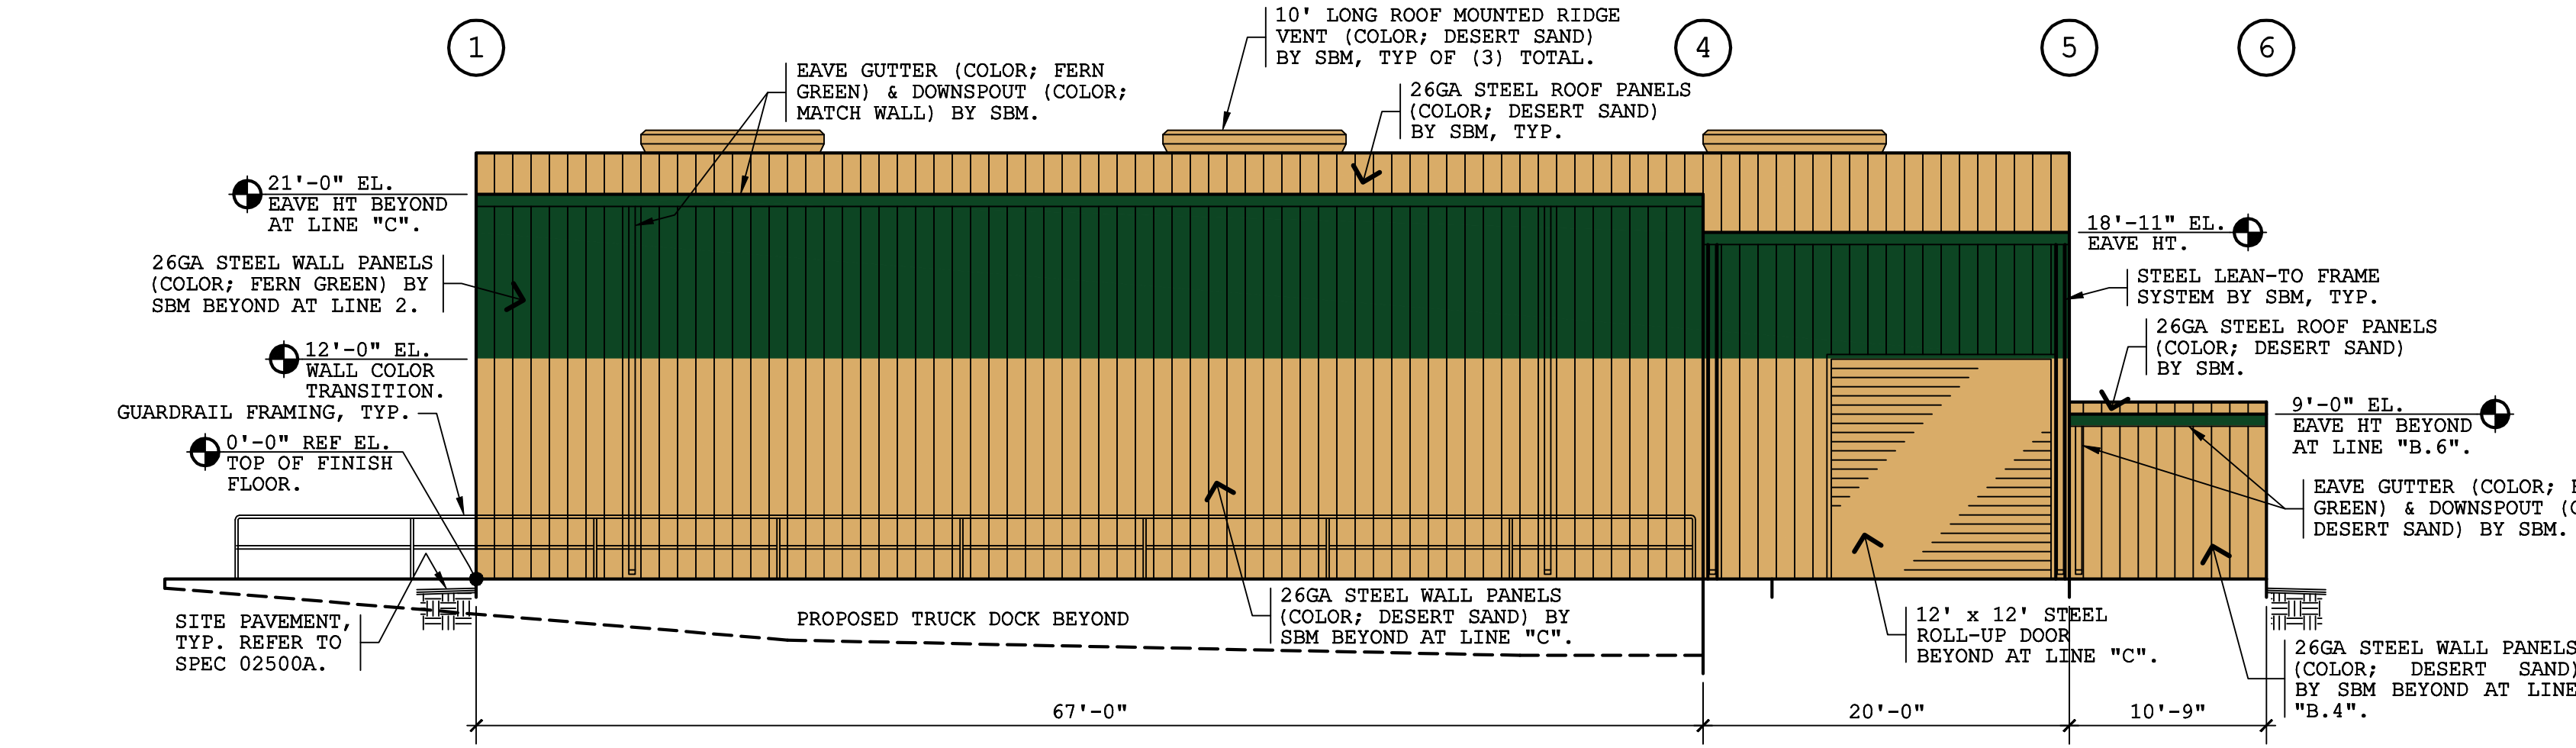 1
4
5
6
10' LONG ROOF MOUNTED RIDGE
VENT (COLOR; DESERT SAND)
BY SBM, TYP OF (3) TOTAL.
EAVE GUTTER (COLOR; FERN
GREEN) & DOWNSPOUT (COLOR;
MATCH WALL) BY SBM.
26GA STEEL ROOF PANELS
(COLOR; DESERT SAND)
BY SBM, TYP.
21'-0" EL.
EAVE HT BEYOND
AT LINE "C".
18'-11" EL.
EAVE HT.
26GA STEEL WALL PANELS
(COLOR; FERN GREEN) BY
SBM BEYOND AT LINE 2.
STEEL LEAN-TO FRAME
SYSTEM BY SBM, TYP.
26GA STEEL ROOF PANELS
(COLOR; DESERT SAND)
BY SBM.
12'-0" EL.
WALL COLOR
TRANSITION.
GUARDRAIL FRAMING, TYP.
9'-0" EL.
EAVE HT BEYOND
AT LINE "B.6".
0'-0" REF EL.
TOP OF FINISH
FLOOR.
EAVE GUTTER (COLOR;
GREEN) & DOWNSPOUT
DESERT SAND) BY SBM.
SITE PAVEMENT,
TYP. REFER TO
SPEC 02500A.
PROPOSED TRUCK DOCK BEYOND
26GA STEEL WALL PANELS
(COLOR; DESERT SAND) BY
SBM BEYOND AT LINE "C".
12' x 12' STEEL
ROLL-UP DOOR
BEYOND AT LINE "C".
26GA STEEL WALL PANELS
(COLOR; DESERT SAND)
BY SBM BEYOND AT LINE
"B.4".
67'-0"
20'-0"
10'-9"